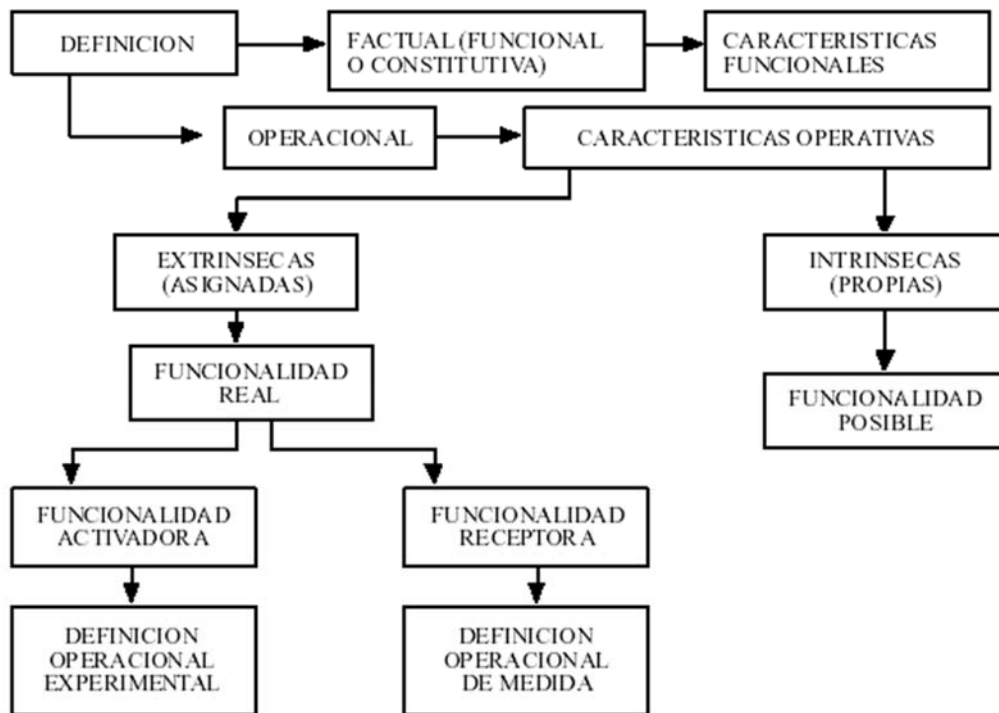 DEFINICION
FACTUAL (FUNCIONAL
O CONSTITUTIVA)
CARACTERISTICAS
FUNCIONALES
OPERACIONAL
CARACTERISTICAS OPERATIVAS
EXTRINSECAS
(ASIGNADAS)
INTRINSECAS
(PROPIAS)
FUNCIONALIDAD
REAL
FUNCIONALIDAD
POSIBLE
FUNCIONALIDAD
ACTIVADORA
FUNCIONALIDAD
RECEPTORA
DEFINICION
OPERACIONAL
EXPERIMENTAL
DEFINICION
OPERACIONAL
DE MEDIDA